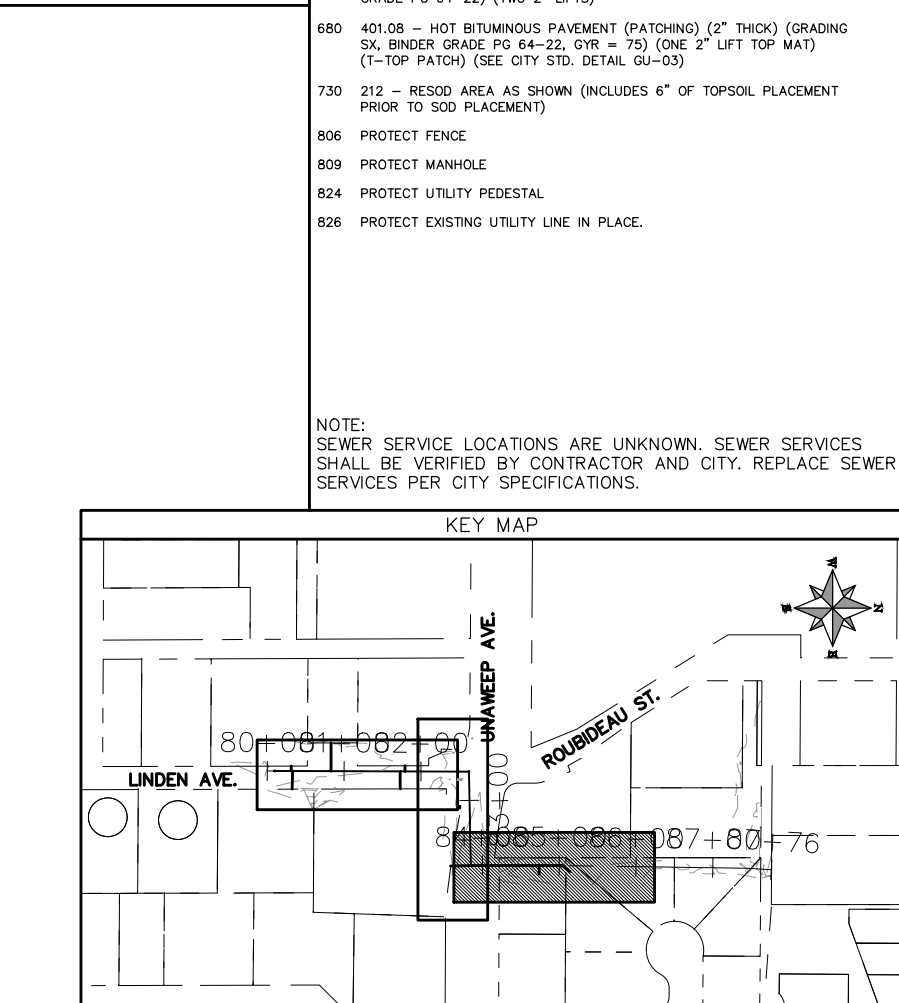 680 401.08 – HOT BITUMINOUS PAVEMENT (PATCHING) (2" THICK) (GRADING
SX, BINDER GRADE PG 64–22, GYR = 75) (ONE 2" LIFT TOP MAT)
(T–TOP PATCH) (SEE CITY STD. DETAIL GU–03)
730 212 – RESOD AREA AS SHOWN (INCLUDES 6" OF TOPSOIL PLACEMENT
PRIOR TO SOD PLACEMENT)
806 PROTECT FENCE
809 PROTECT MANHOLE
824 PROTECT UTILITY PEDESTAL
826 PROTECT EXISTING UTILITY LINE IN PLACE.
NOTE:
SEWER SERVICE LOCATIONS ARE UNKNOWN. SEWER SERVICES
SHALL BE VERIFIED BY CONTRACTOR AND CITY. REPLACE SEWER
SERVICES PER CITY SPECIFICATIONS.
KEY MAP
W
N
UNAWEEP AVE.
ROUBIDEAU ST.
LINDEN AVE.